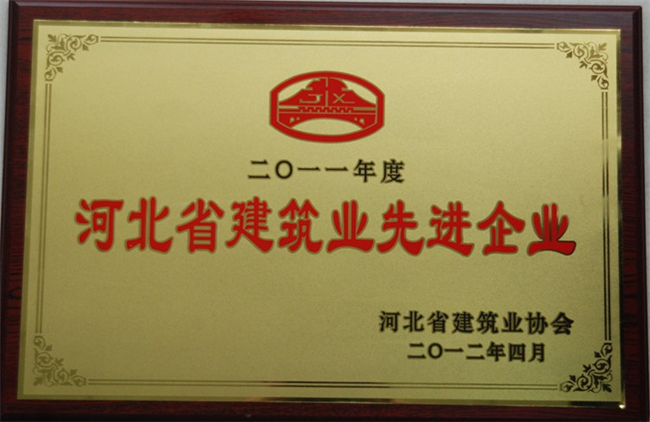 二〇一一年度
河北省建筑业先进企业
河北省建筑业协会
二〇一二年四月